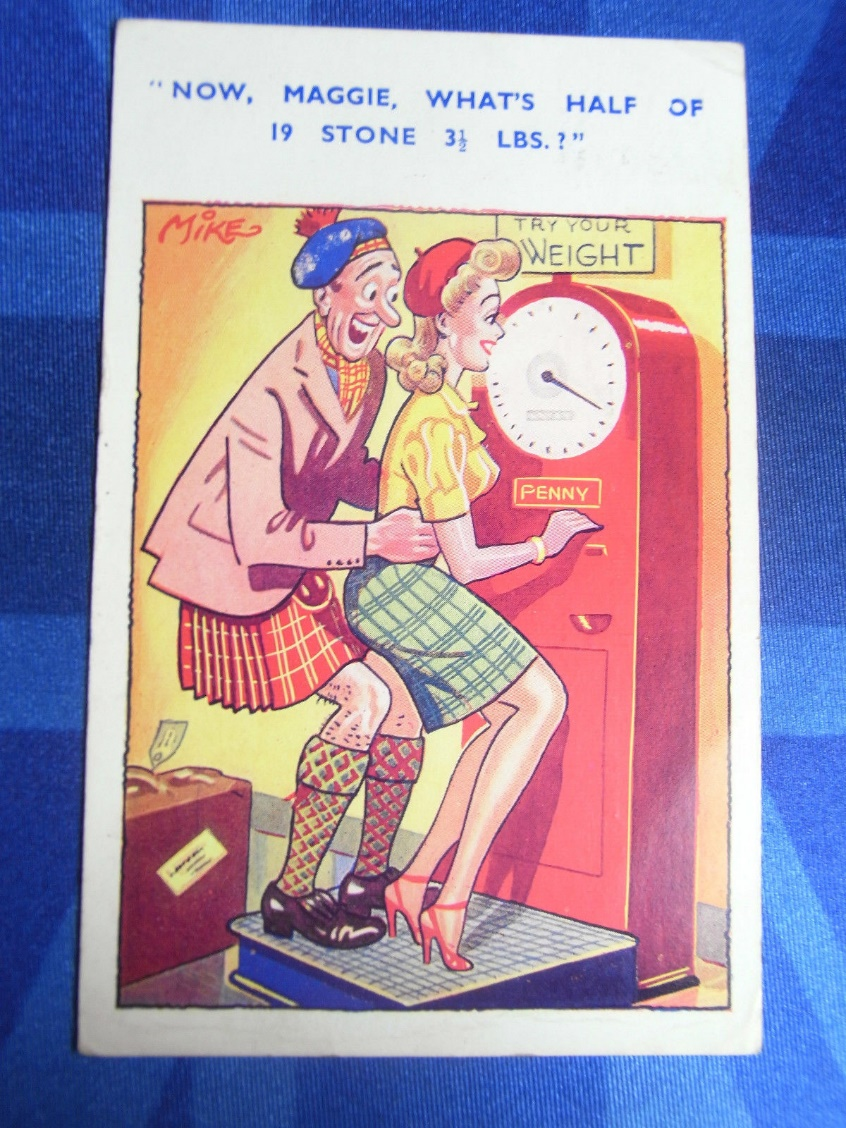 "NOW, MAGGIE, WHAT'S HALF OF
19 STONE 3½ LBS.?"
MIKE
TRY YOUR
WEIGHT
PENNY